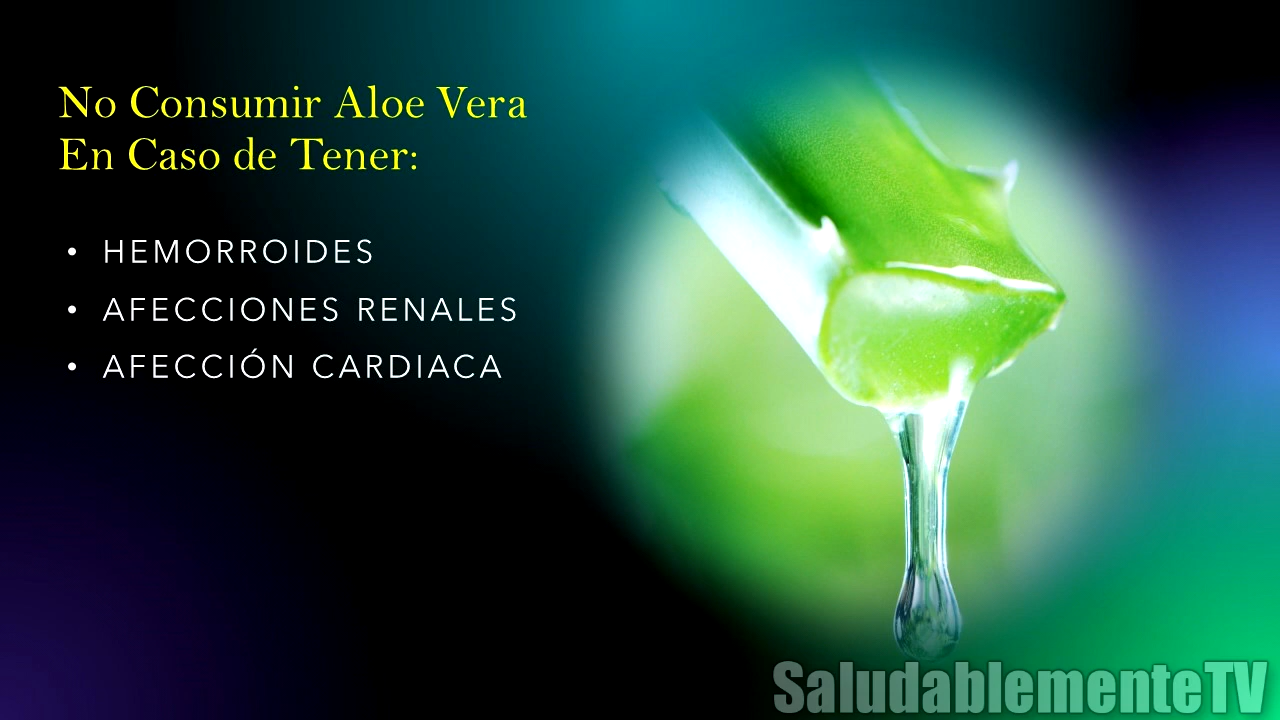 No Consumir Aloe Vera
En Caso de Tener:
• HEMORROIDES
• AFECCIONES RENALES
• AFECCIÓN CARDIACA
SaludablementeTV